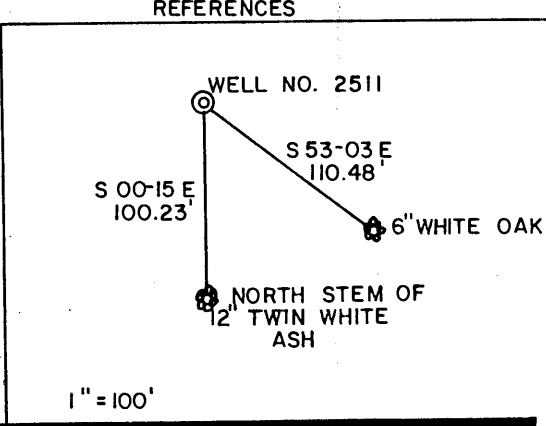 REFERENCES
WELL NO. 2511
S 53-03 E
110.48'
S 00-15 E
100.23'
6" WHITE OAK
NORTH STEM OF
12" TWIN WHITE
ASH
1" = 100'